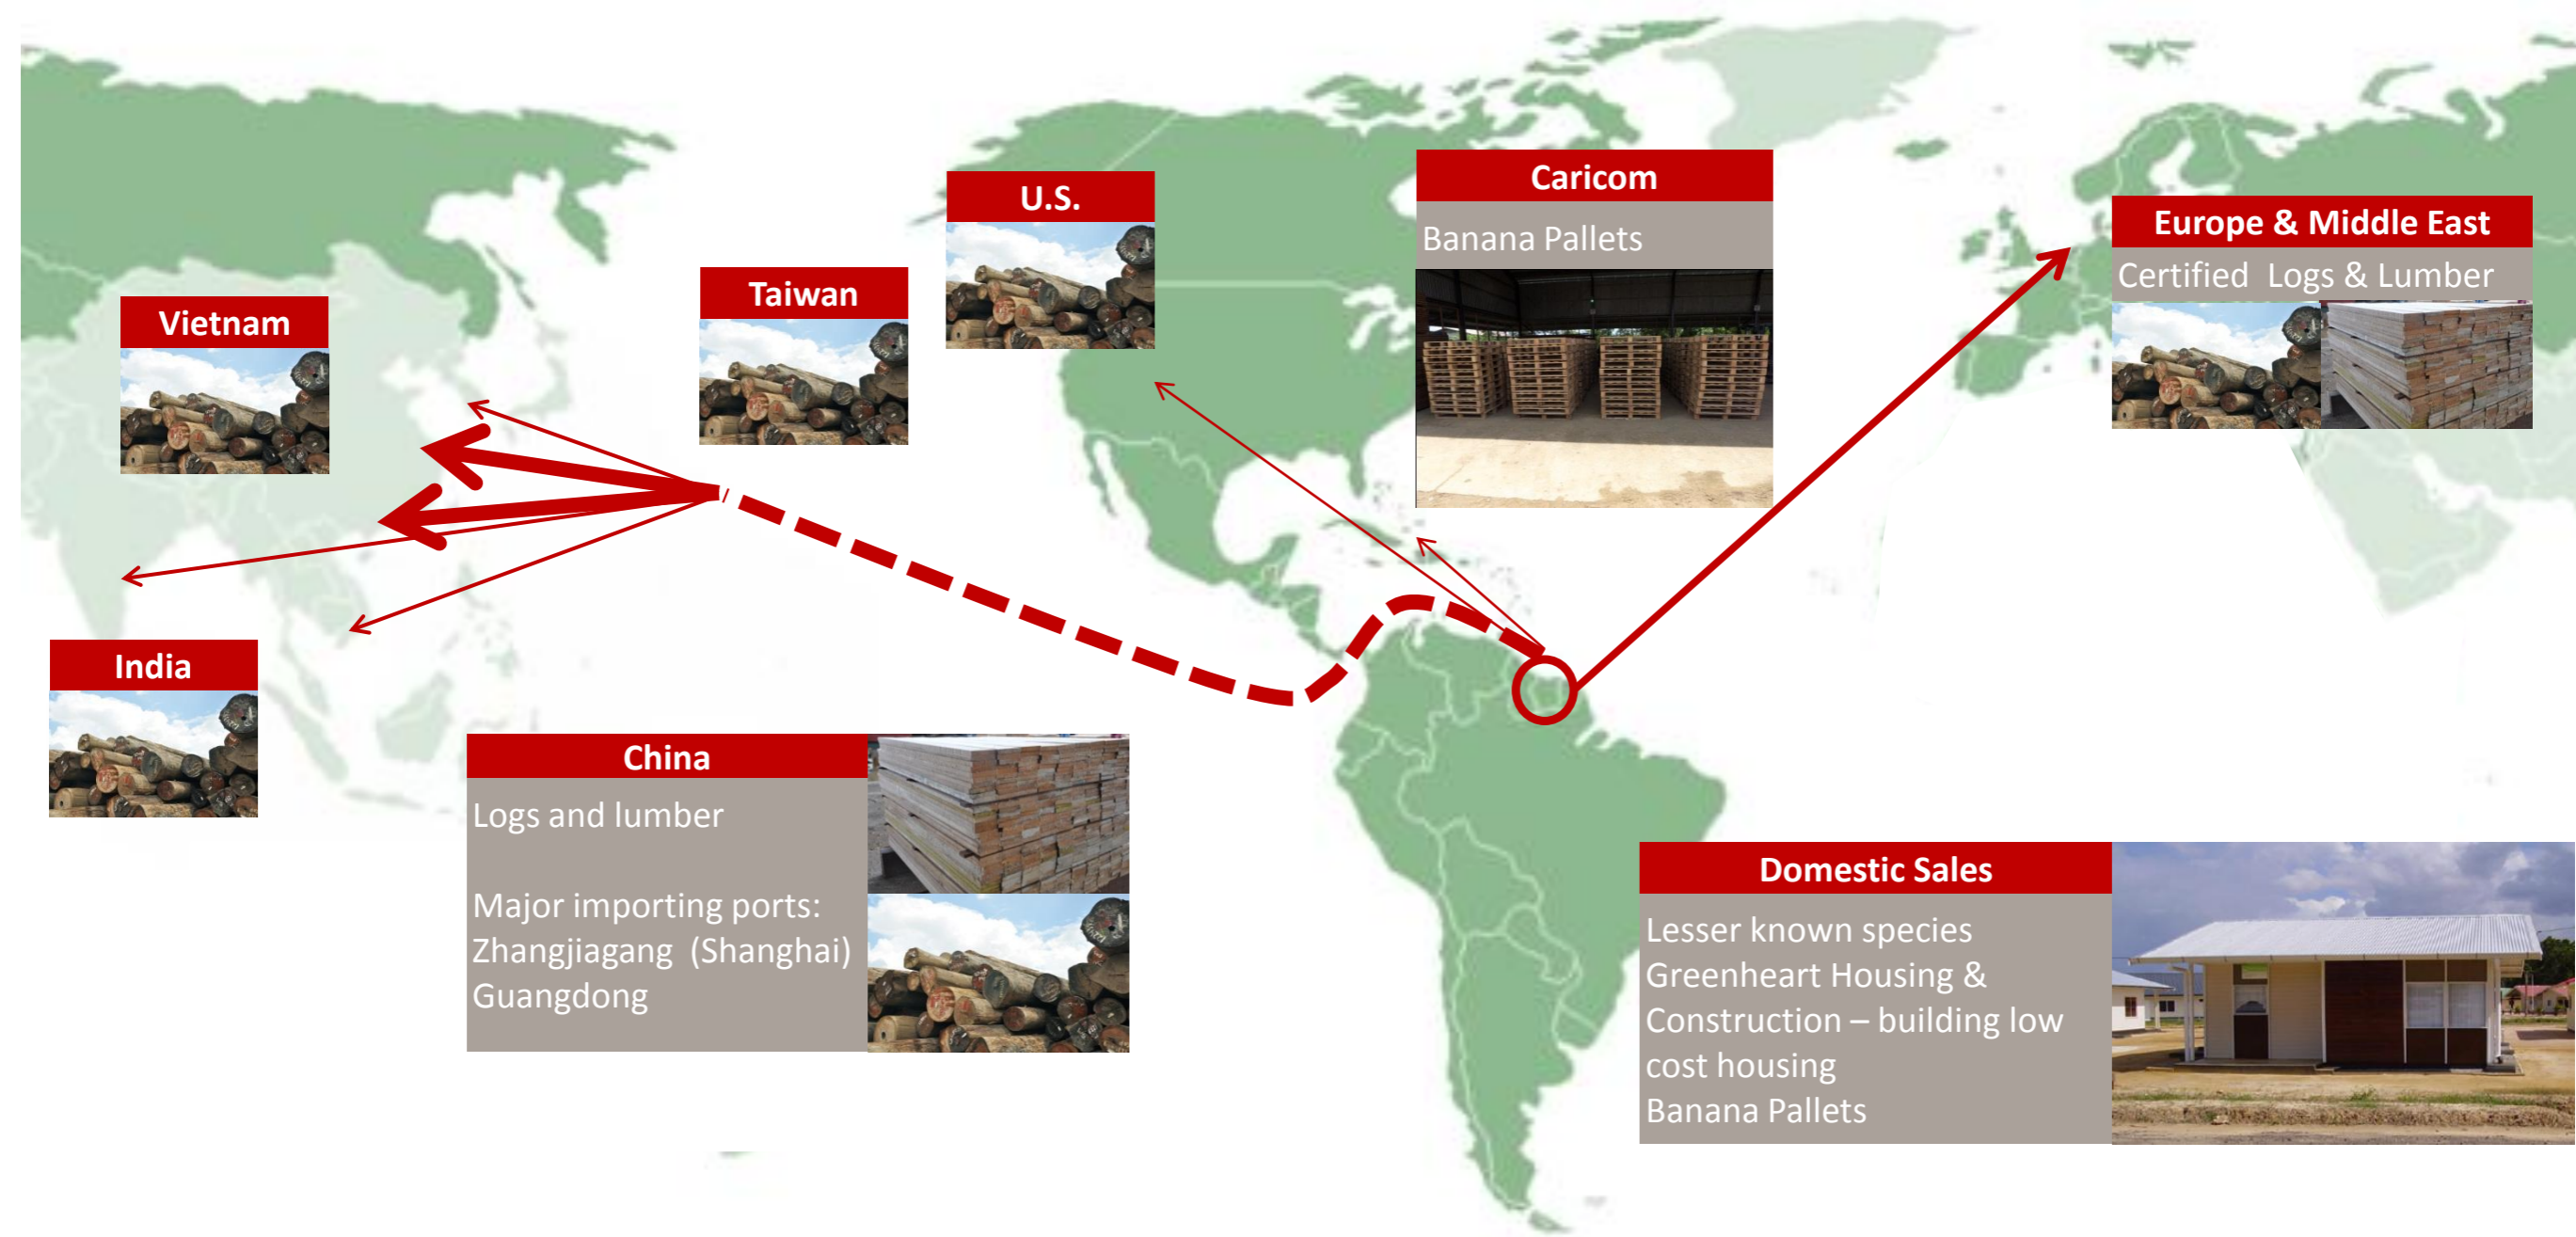 U.S.
Caricom
Banana Pallets
Europe & Middle East
Certified Logs & Lumber
Taiwan
Vietnam
India
China
Logs and lumber
Major importing ports:
Zhangjiagang (Shanghai)
Guangdong
Domestic Sales
Lesser known species
Greenheart Housing &
Construction – building low
cost housing
Banana Pallets